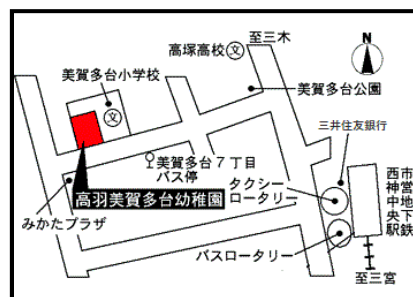 至三木
高塚高校文
N
美賀多台小学校
文
美賀多台公園
三井住友銀行
美賀多台7丁目
バス停
高羽美賀多台幼稚園
みかたプラザ
タクシー
ロータリー
バスロータリー
市営地下鉄
西神中央駅
至三宮